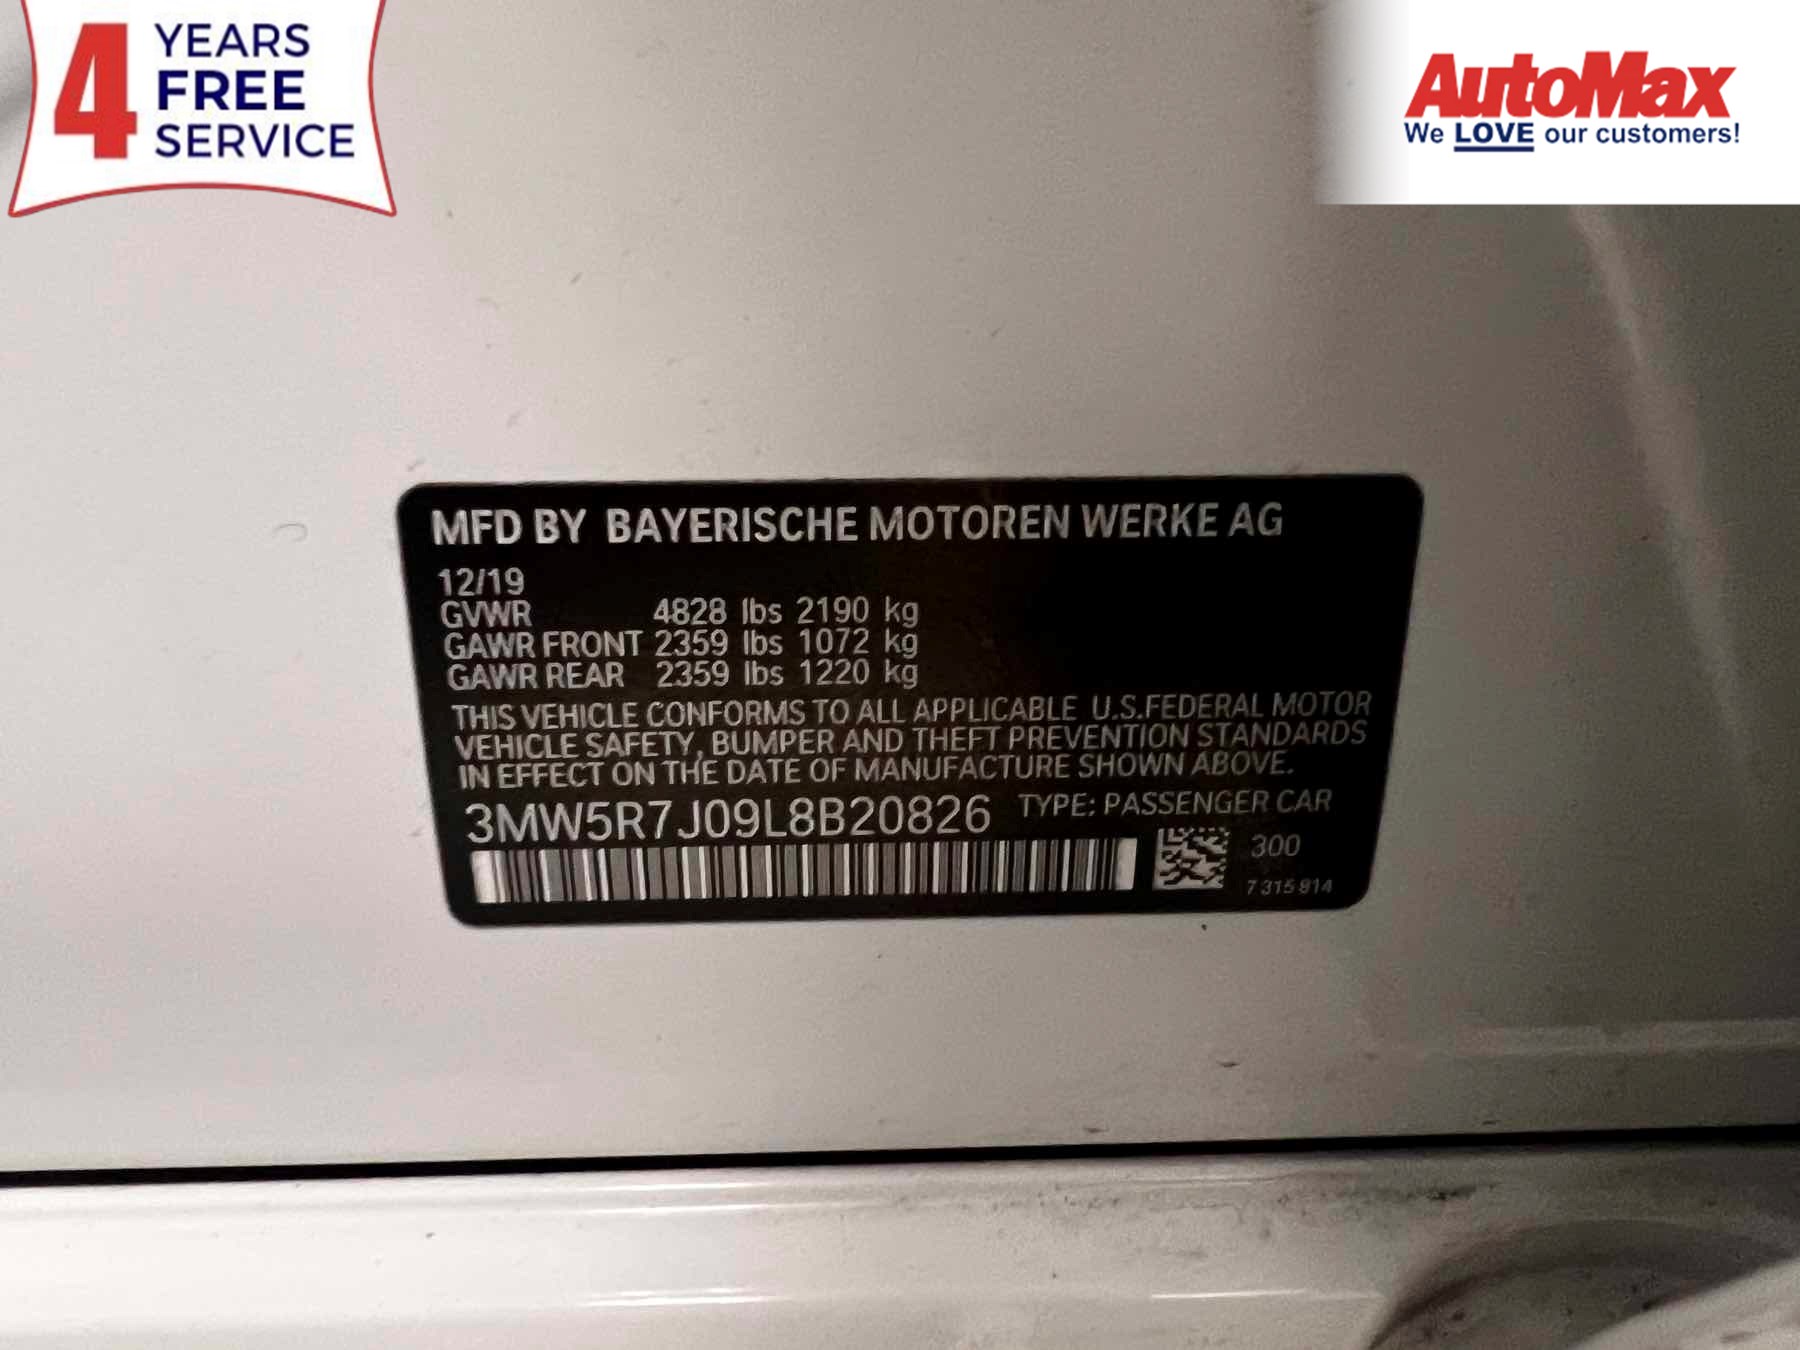 4 YEARS
FREE
SERVICE
AutoMax
We LOVE our customers!
MFD BY BAYERISCHE MOTOREN WERKE AG
12/19
GVWR 4828 lbs 2190 kg
GAWR FRONT 2359 lbs 1072 kg
GAWR REAR 2359 lbs 1220 kg
THIS VEHICLE CONFORMS TO ALL APPLICABLE U.S.FEDERAL MOTOR
VEHICLE SAFETY, BUMPER AND THEFT PREVENTION STANDARDS
IN EFFECT ON THE DATE OF MANUFACTURE SHOWN ABOVE.
3MW5R7J09L8B20826 TYPE: PASSENGER CAR
300
7 315 814